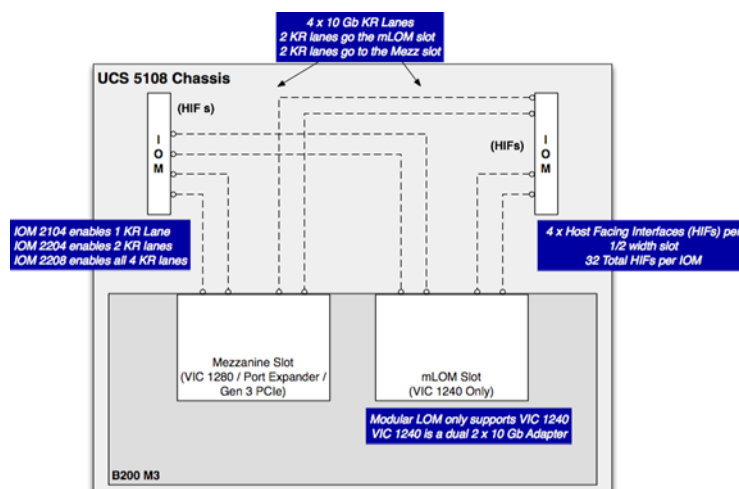 4 x 10 Gb KR Lanes
2 KR lanes go the mLOM slot
2 KR lanes go to the Mezz slot
UCS 5108 Chassis
(HIF s)
I
O
M
(HIFs)
I
O
M
IOM 2104 enables 1 KR Lane
IOM 2204 enables 2 KR lanes
IOM 2208 enables all 4 KR lanes
4 x Host Facing Interfaces (HIFs) per
1/2 width slot
32 Total HIFs per IOM
Mezzanine Slot
(VIC 1280 / Port Expander /
Gen 3 PCIe)
mLOM Slot
(VIC 1240 Only)
Modular LOM only supports VIC 1240
VIC 1240 is a dual 2 x 10 Gb Adapter
B200 M3